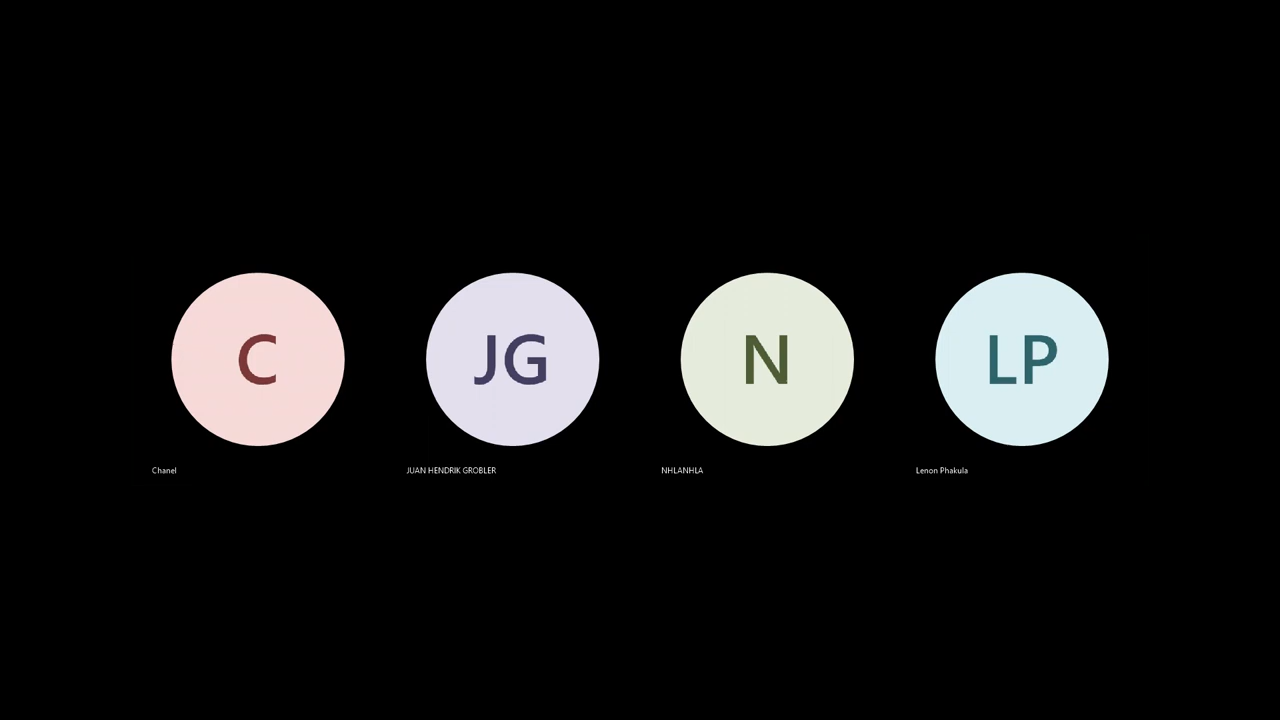 C
JG
N
LP
Chanel
JUAN HENDRIK GROBLER
NHLANHLA
Lenon Phakula